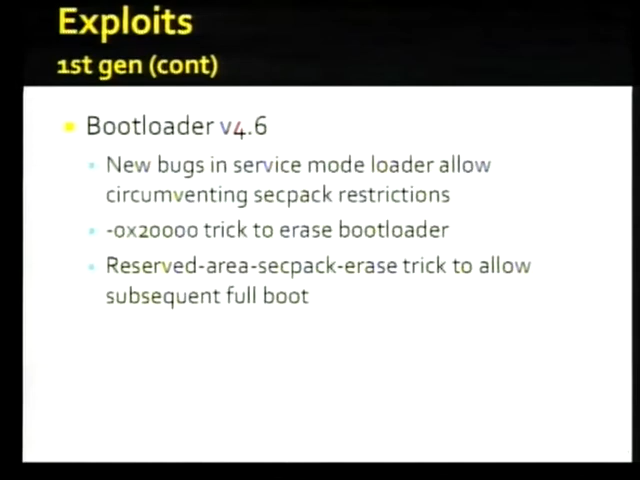 Exploits
1st gen (cont)
Bootloader v4.6
New bugs in service mode loader allow
circumventing secpack restrictions
-0x20000 trick to erase bootloader
Reserved-area-secpack-erase trick to allow
subsequent full boot